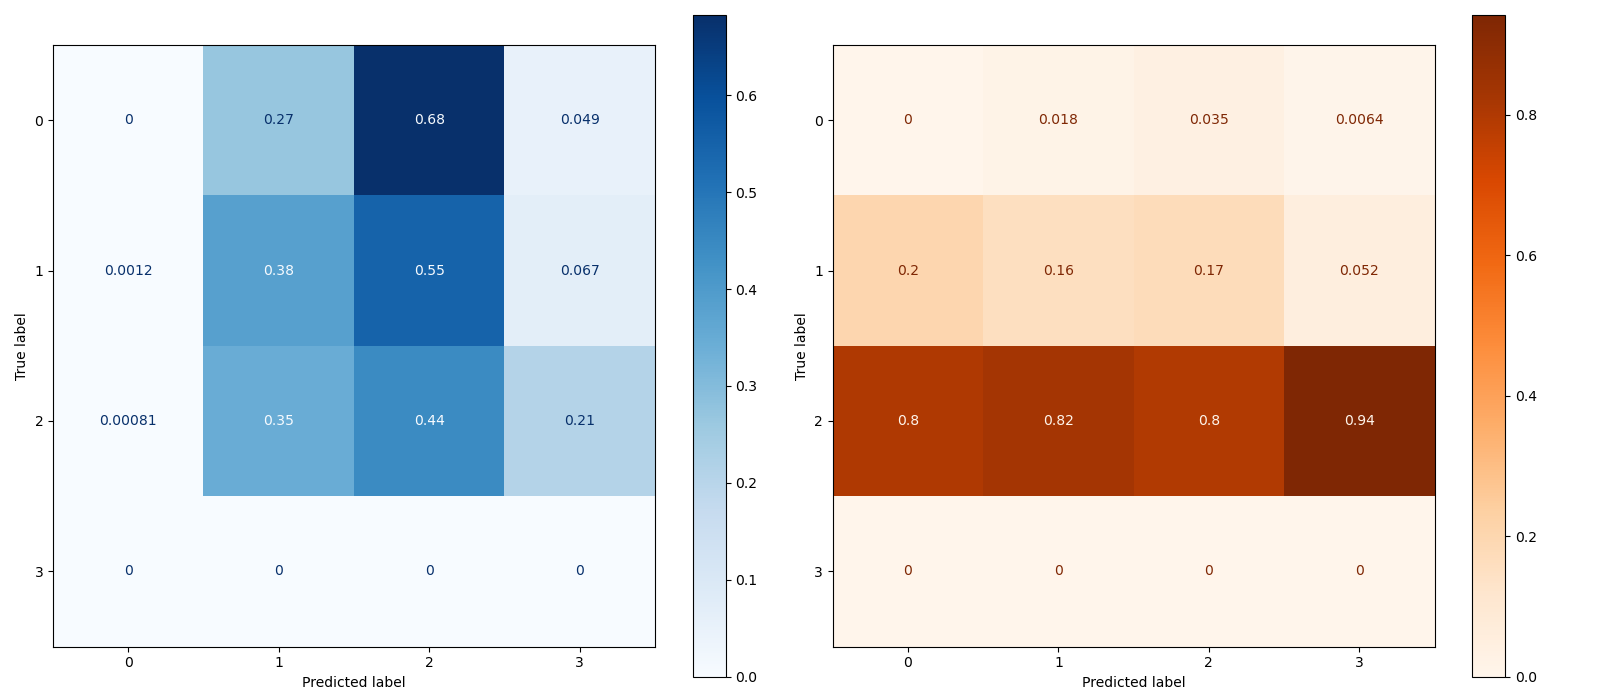 0 0 0.27 0.68 0.049
1 0.0012 0.38 0.55 0.067
2 0.00081 0.35 0.44 0.21
3 0 0 0 0
0 1 2 3
True label
Predicted label
0.6
0.5
0.4
0.3
0.2
0.1
0.0
0 0 0.018 0.035 0.0064
1 0.2 0.16 0.17 0.052
2 0.8 0.82 0.8 0.94
3 0 0 0 0
0 1 2 3
True label
Predicted label
0.8
0.6
0.4
0.2
0.0